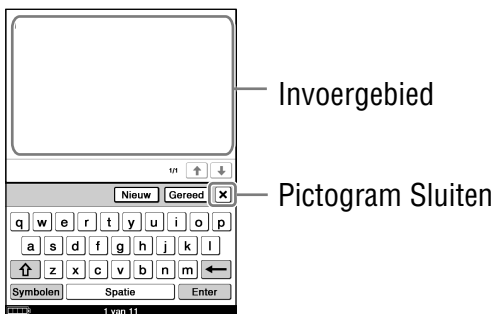 Invoergebied
1/1
Nieuw Gereed ×
Pictogram Sluiten
q w e r t y u i o p
a s d f g h j k l
z x c v b n m
Symbolen Spatie Enter
1 van 11